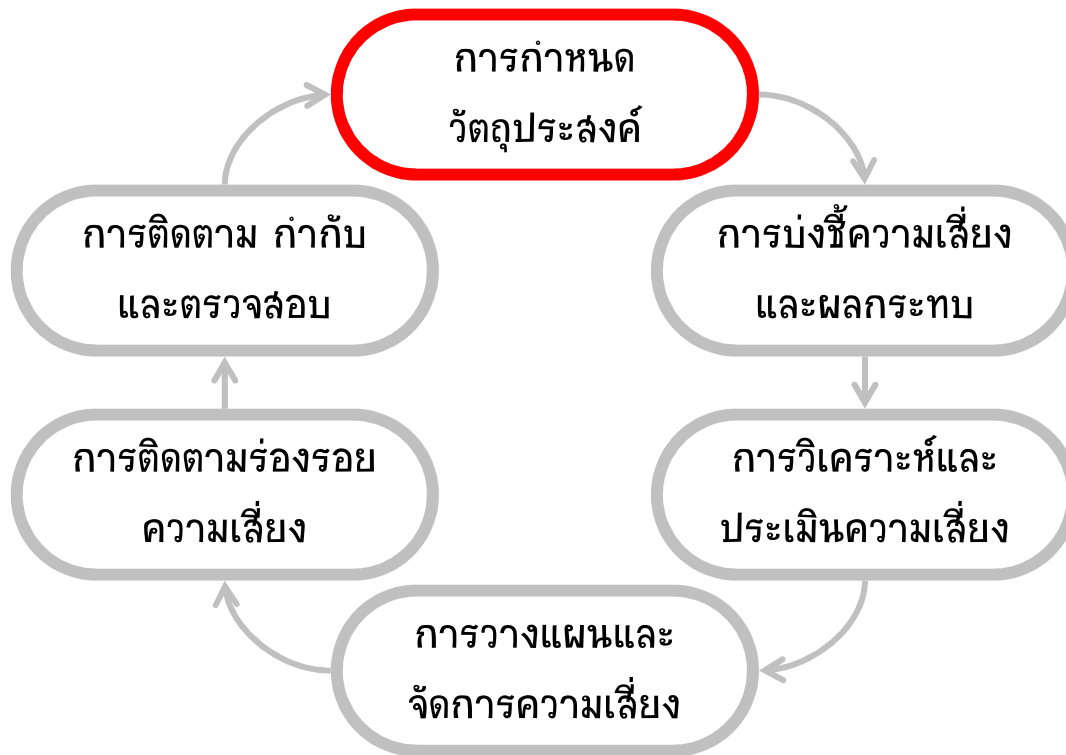 การกำหนด
วัตถุประสงค์
การบ่งชี้ความเสี่ยง
และผลกระทบ
การวิเคราะห์และ
ประเมินความเสี่ยง
การวางแผนและ
จัดการความเสี่ยง
การติดตามร่องรอย
ความเสี่ยง
การติดตาม กำกับ
และตรวจสอบ